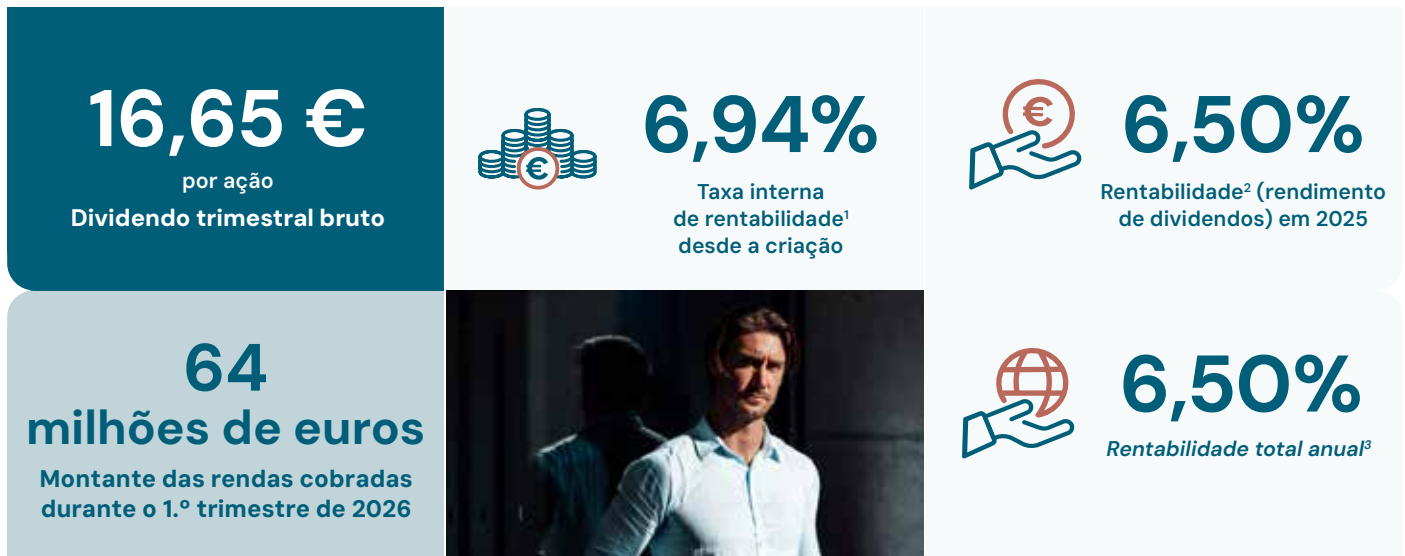 16,65 €
por ação
Dividendo trimestral bruto
€
6,94%
Taxa interna
de rentabilidade¹
desde a criação
€
6,50%
Rentabilidade² (rendimento
de dividendos) em 2025
64
milhões de euros
Montante das rendas cobradas
durante o 1.º trimestre de 2026
6,50%
Rentabilidade total anual³